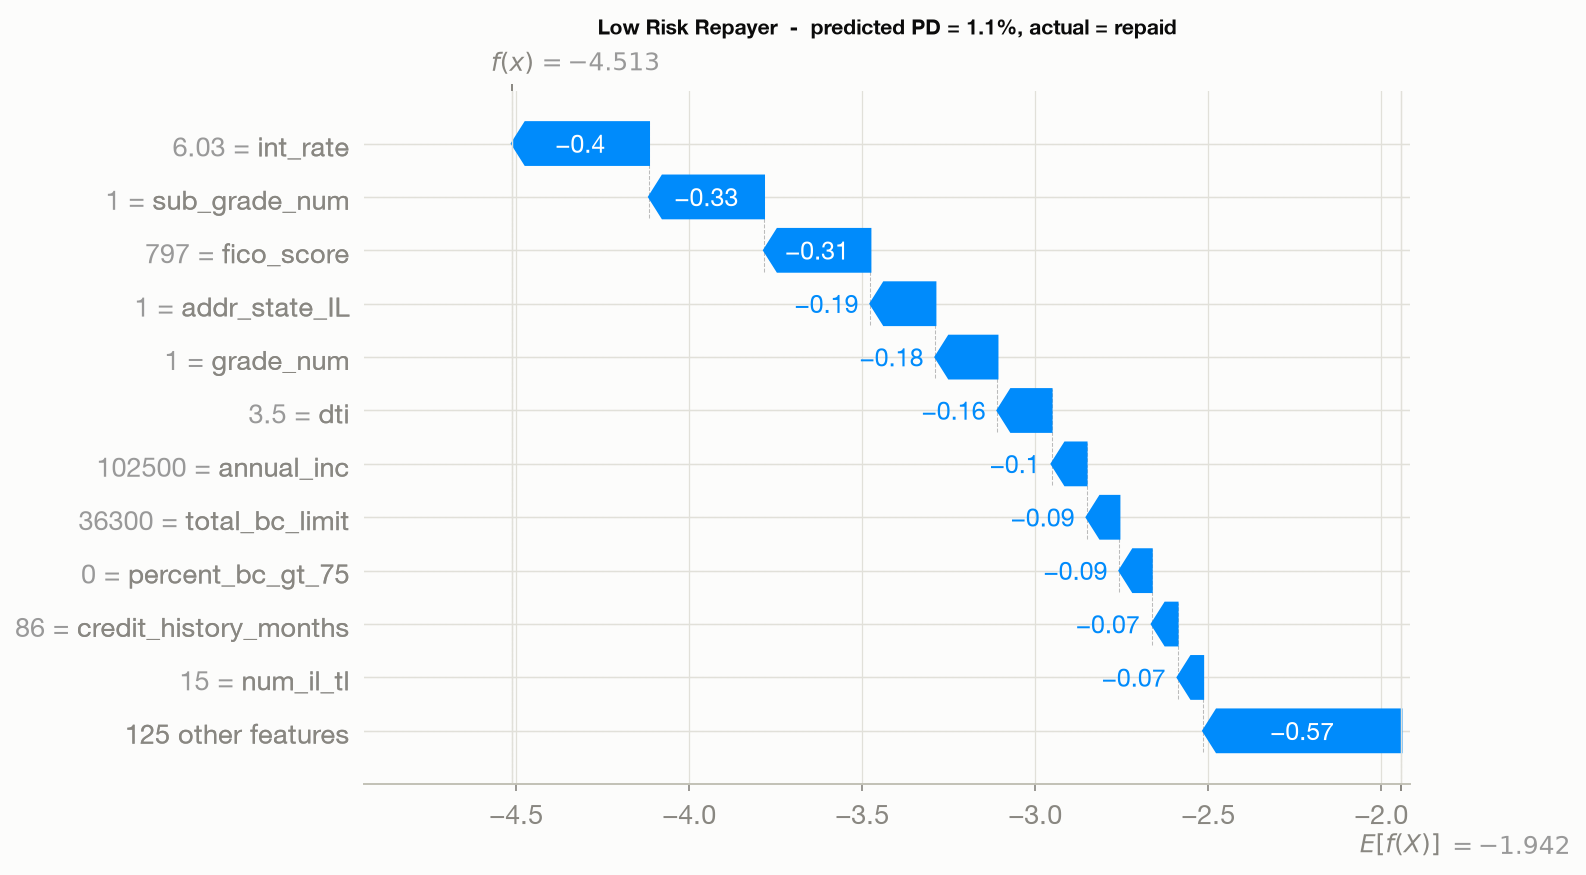 Low Risk Repayer - predicted PD = 1.1%, actual = repaid
f(x) = −4.513
6.03 = int_rate
−0.4
1 = sub_grade_num
−0.33
797 = fico_score
−0.31
1 = addr_state_IL
−0.19
1 = grade_num
−0.18
3.5 = dti
−0.16
102500 = annual_inc
−0.1
36300 = total_bc_limit
−0.09
0 = percent_bc_gt_75
−0.09
86 = credit_history_months
−0.07
15 = num_il_tl
−0.07
125 other features
−0.57
−4.5 −4.0 −3.5 −3.0 −2.5 −2.0
E[f(X)] = −1.942